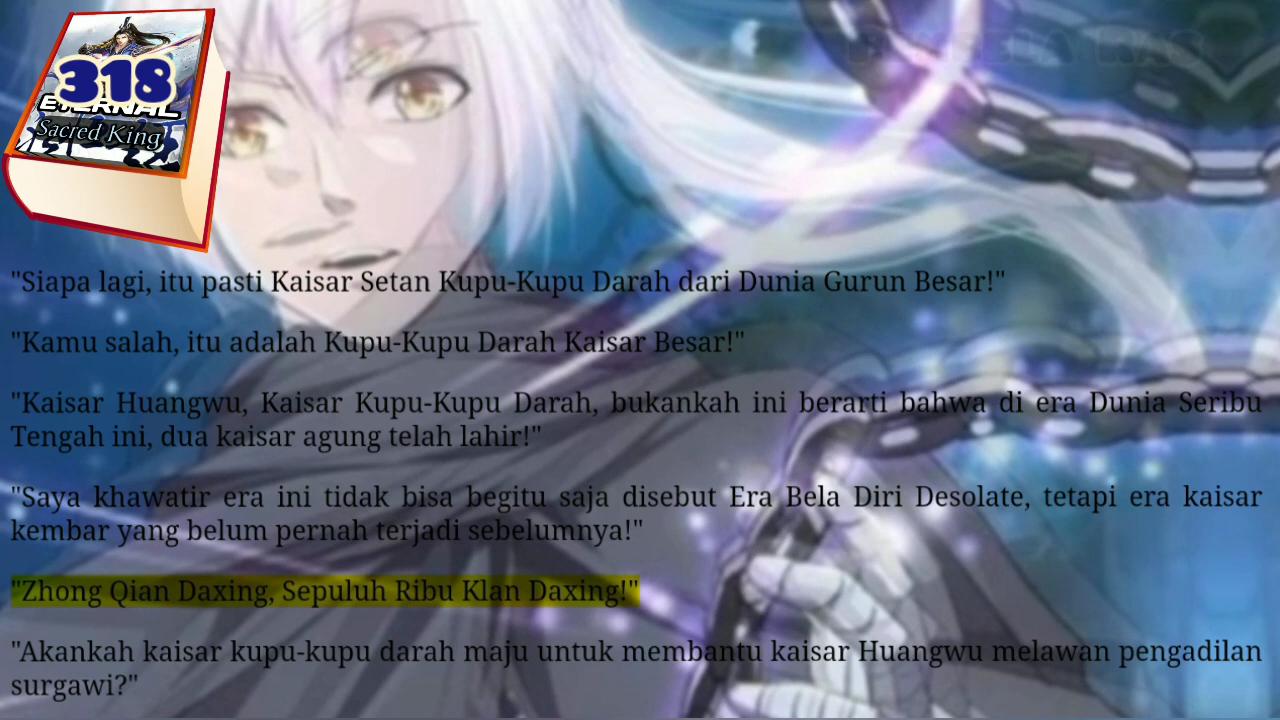 318
ETERNAL
Sacred King
"Siapa lagi, itu pasti Kaisar Setan Kupu-Kupu Darah dari Dunia Gurun Besar!"
"Kamu salah, itu adalah Kupu-Kupu Darah Kaisar Besar!"
"Kaisar Huangwu, Kaisar Kupu-Kupu Darah, bukankah ini berarti bahwa di era Dunia Seribu
Tengah ini, dua kaisar agung telah lahir!"
"Saya khawatir era ini tidak bisa begitu saja disebut Era Bela Diri Desolate, tetapi era kaisar
kembar yang belum pernah terjadi sebelumnya!"
"Zhong Qian Daxing, Sepuluh Ribu Klan Daxing!"
"Akankah kaisar kupu-kupu darah maju untuk membantu kaisar Huangwu melawan pengadilan
surgawi?"